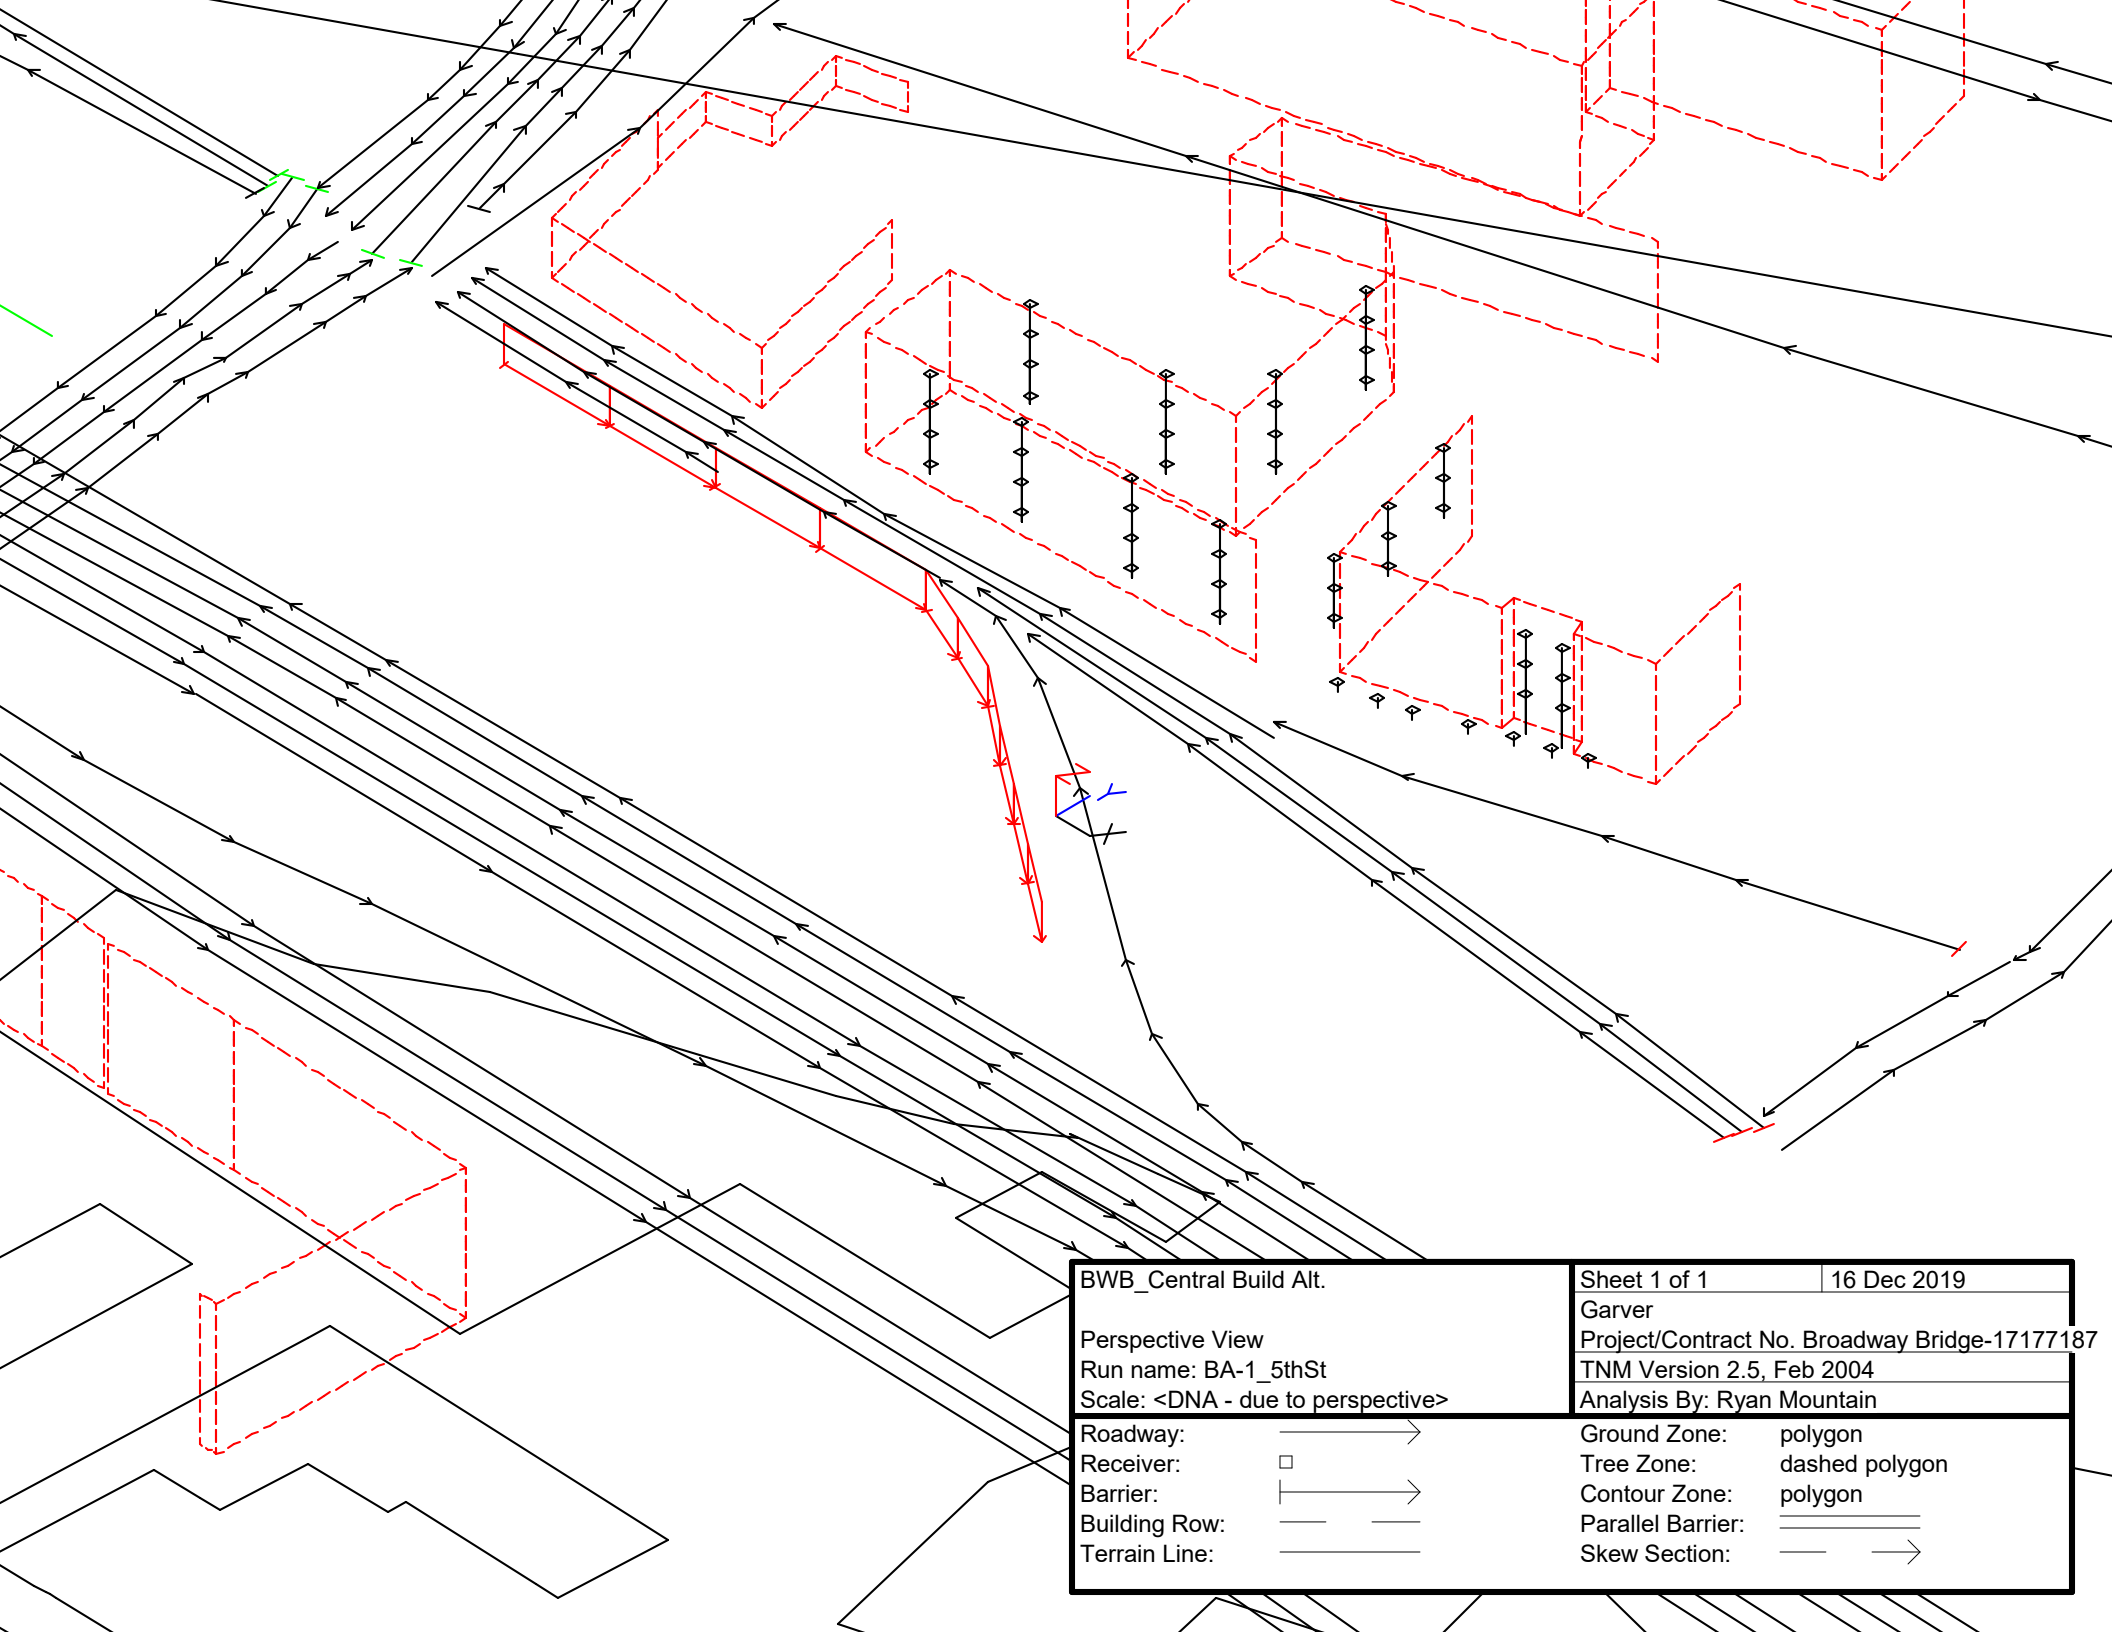 Z
Y
X
BWB_Central Build Alt.
Sheet 1 of 1 16 Dec 2019
Garver
Perspective View
Project/Contract No. Broadway Bridge-17177187
Run name: BA-1_5thSt
TNM Version 2.5, Feb 2004
Scale: <DNA - due to perspective>
Analysis By: Ryan Mountain
Roadway:
Ground Zone: polygon
Receiver:
Tree Zone: dashed polygon
Barrier:
Contour Zone: polygon
Building Row:
Parallel Barrier:
Terrain Line:
Skew Section: